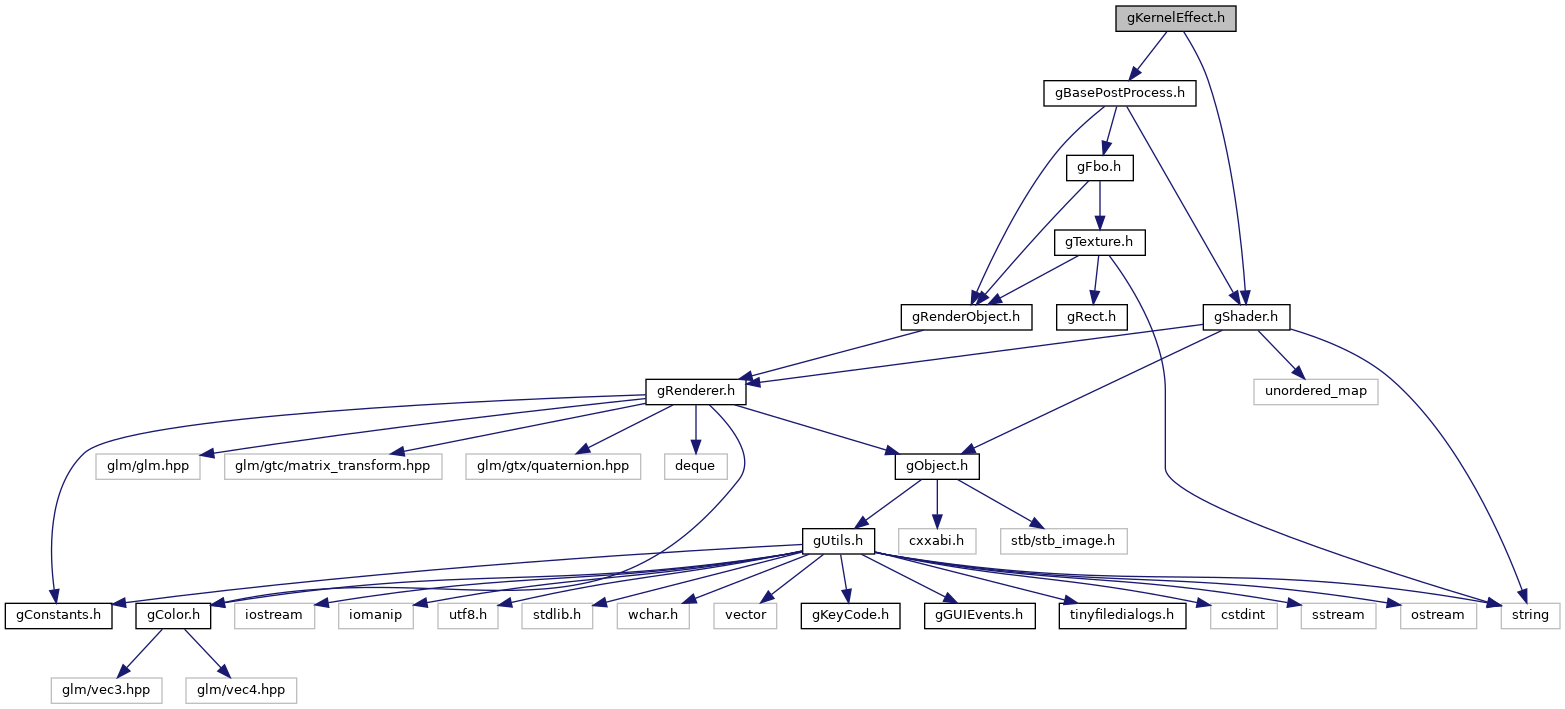 gKernelEffect.h
gBasePostProcess.h
gFbo.h
gTexture.h
gRenderObject.h
gRect.h
gShader.h
gRenderer.h
unordered_map
glm/glm.hpp
glm/gtc/matrix_transform.hpp
glm/gtx/quaternion.hpp
deque
gObject.h
gUtils.h
cxxabi.h
stb/stb_image.h
gConstants.h
gColor.h
iostream
iomanip
utf8.h
stdlib.h
wchar.h
vector
gKeyCode.h
gGUIEvents.h
tinyfiledialogs.h
cstdint
sstream
ostream
string
glm/vec3.hpp
glm/vec4.hpp